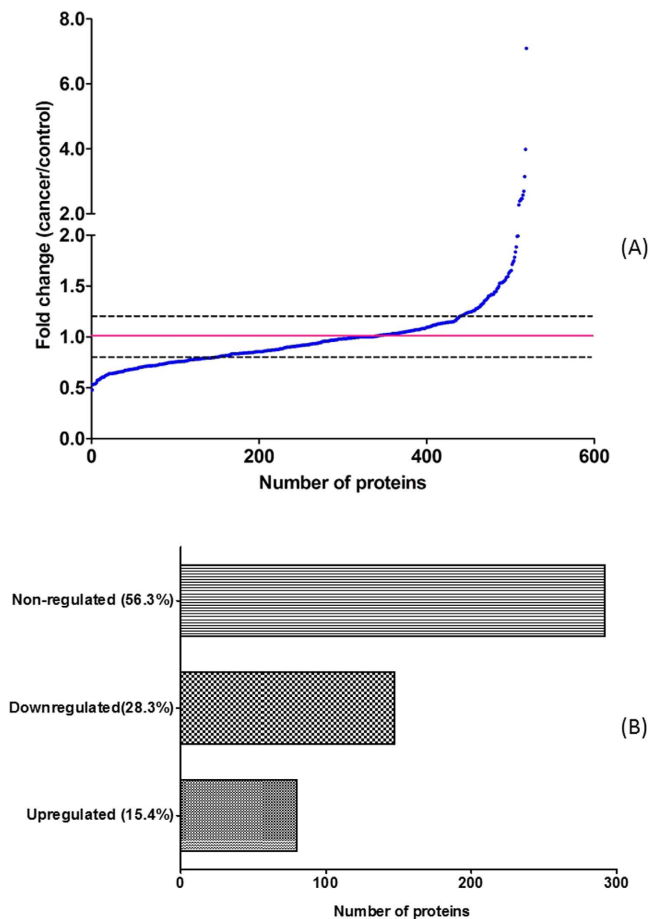 8.0
6.0
4.0
2.0
2.0
1.5
1.0
0.5
0.0
Fold change (cancer/control)
0
200
400
600
Number of proteins
(A)
Non-regulated (56.3%)
Downregulated(28.3%)
Upregulated (15.4%)
(B)
0
100
200
300
Number of proteins